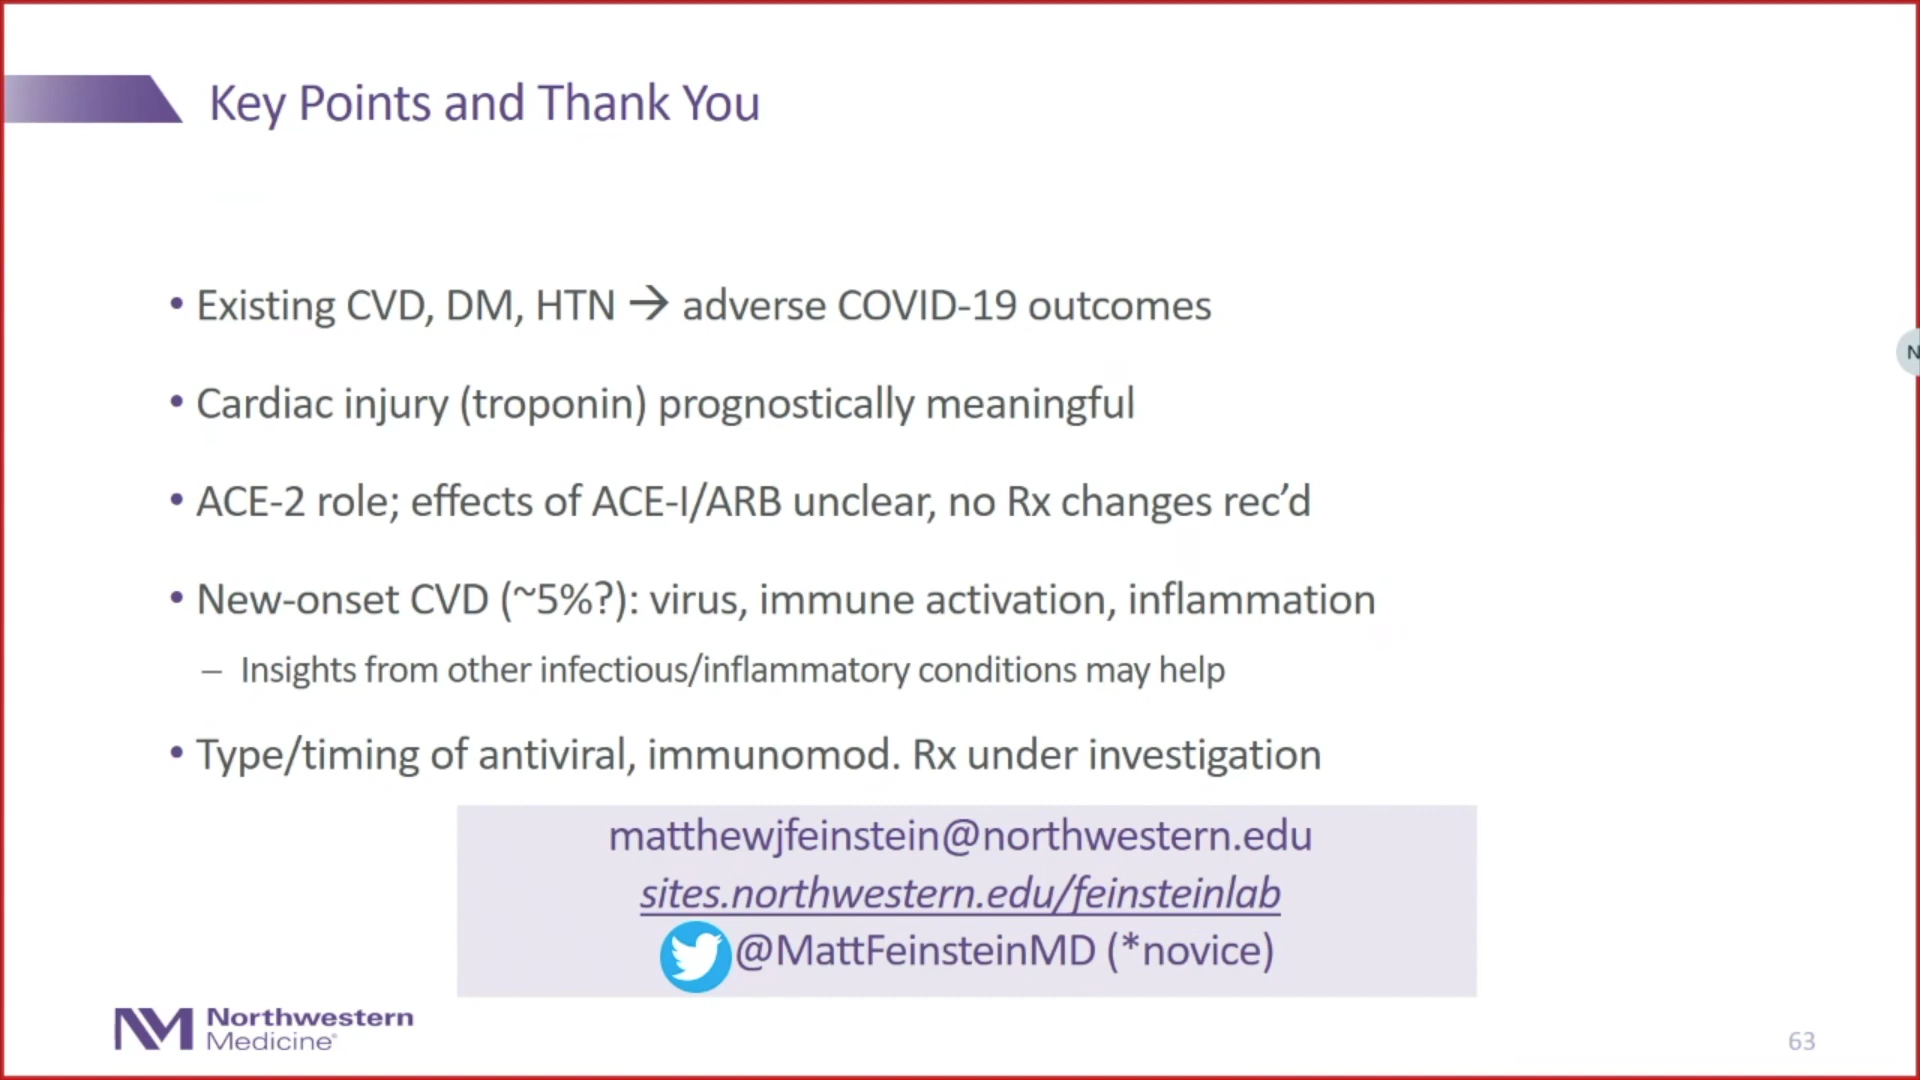 Key Points and Thank You
• Existing CVD, DM, HTN → adverse COVID-19 outcomes
• Cardiac injury (troponin) prognostically meaningful
• ACE-2 role; effects of ACE-I/ARB unclear, no Rx changes rec’d
• New-onset CVD (~5%?): virus, immune activation, inflammation
– Insights from other infectious/inflammatory conditions may help
• Type/timing of antiviral, immunomod. Rx under investigation
matthewjfeinstein@northwestern.edu
sites.northwestern.edu/feinsteinlab
@MattFeinsteinMD (*novice)
NM Northwestern
Medicine®
63
N